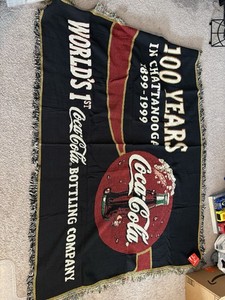 100 YEARS
IN CHATTANOOGA
1899-1999
Coca-Cola
WORLD'S 1ST
Coca-Cola BOTTLING COMPANY